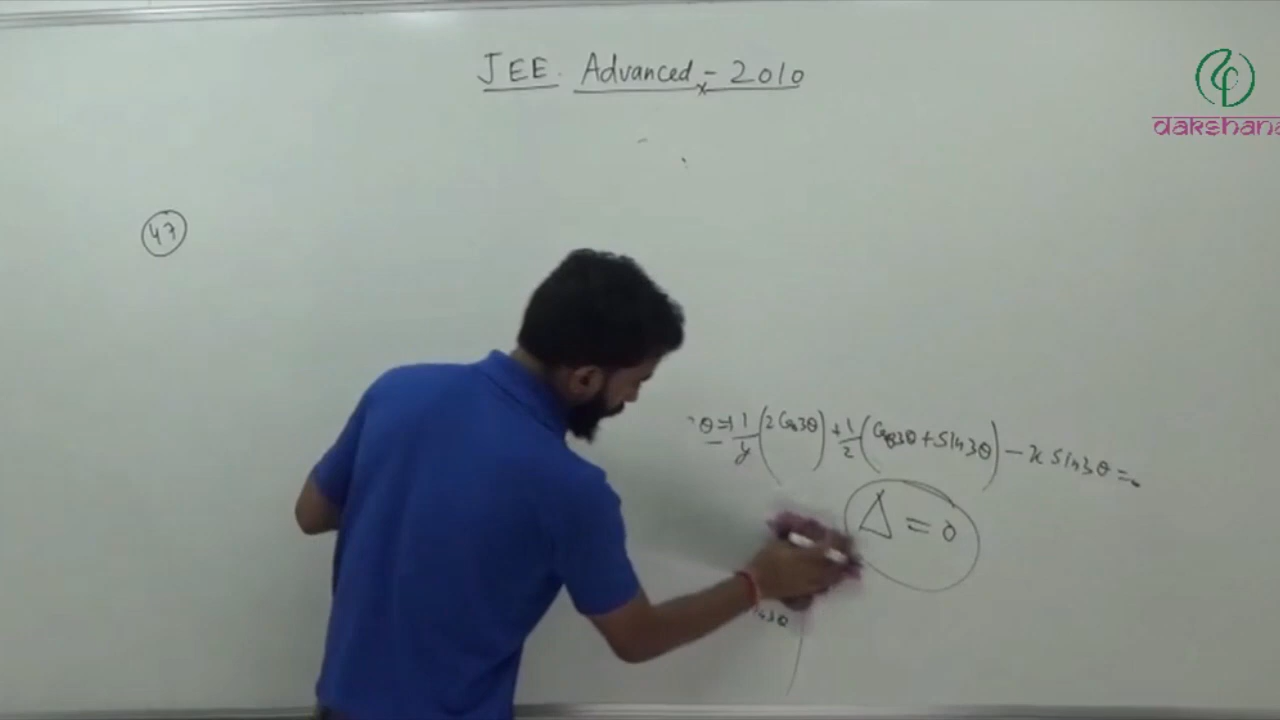 JEE. Advanced - 2010
dakshana
47
θ = 1/y (2 Cos3θ) + 1/2 (Cos3θ + Sin3θ) - x Sin3θ =
Δ = 0